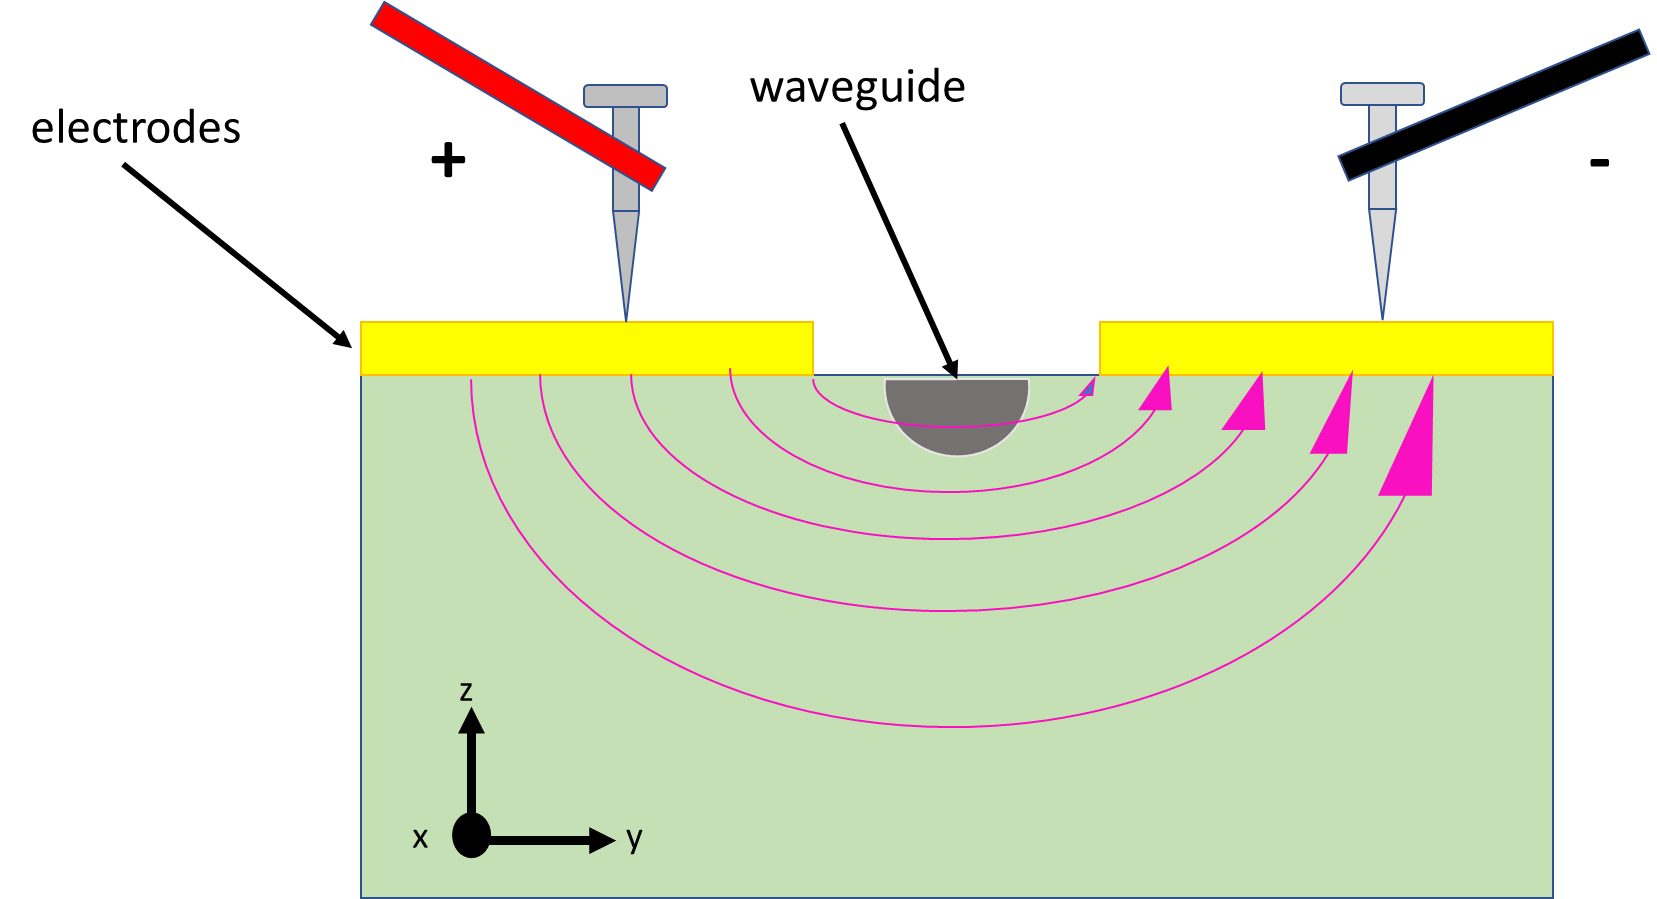 waveguide
electrodes
+
-
z
x
y